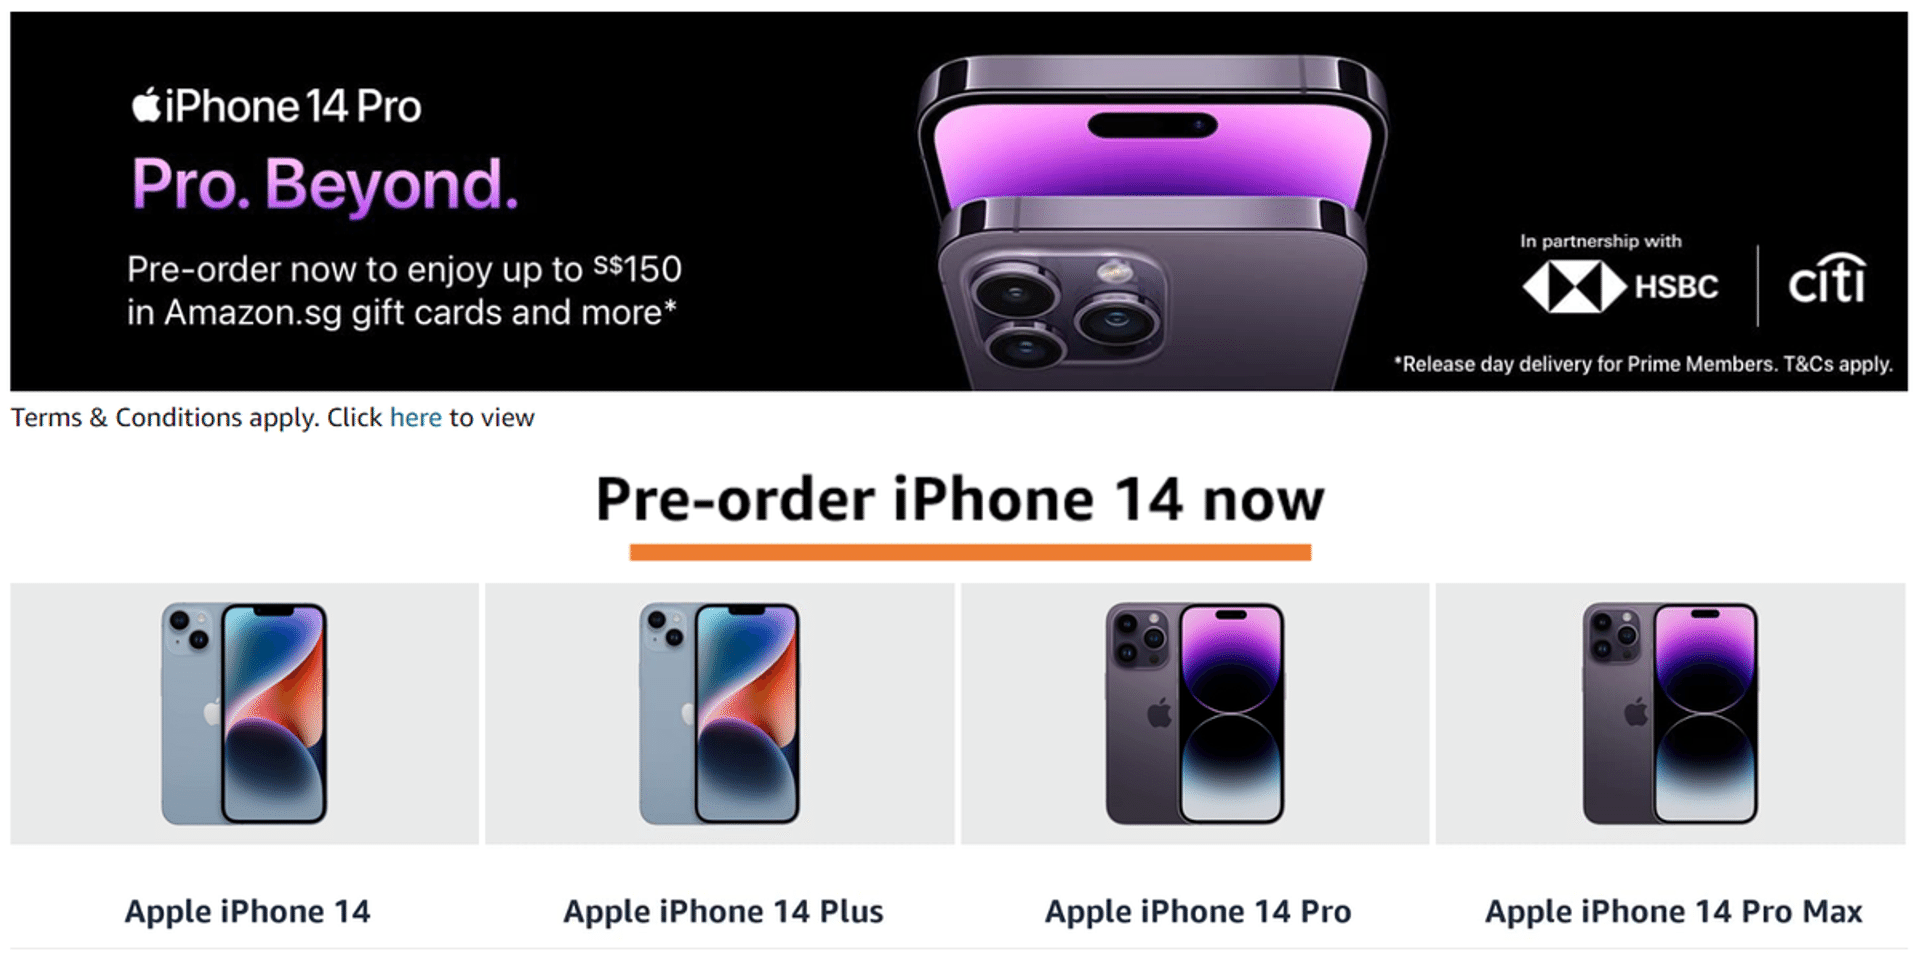 iPhone 14 Pro
Pro. Beyond.
Pre-order now to enjoy up to S$150
in Amazon.sg gift cards and more*
In partnership with
HSBC
citi
*Release day delivery for Prime Members. T&Cs apply.
Terms & Conditions apply. Click here to view
Pre-order iPhone 14 now
Apple iPhone 14
Apple iPhone 14 Plus
Apple iPhone 14 Pro
Apple iPhone 14 Pro Max